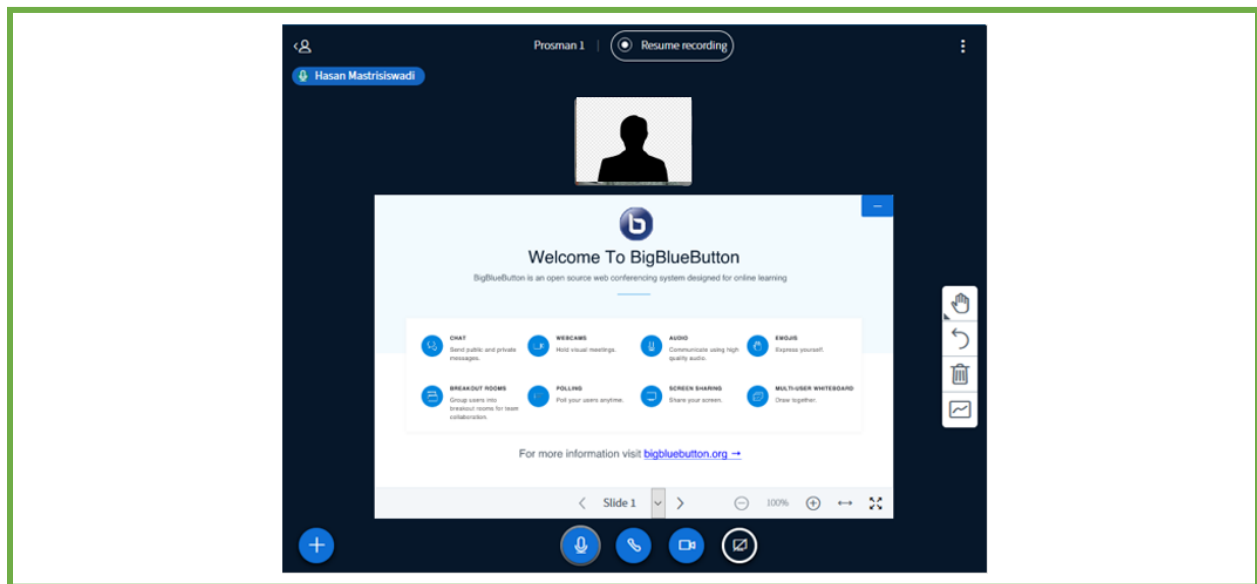 Prosman 1 | Resume recording
Hasan Mastrisiswadi
b
Welcome To BigBlueButton
BigBlueButton is an open source web conferencing system designed for online learning
CHAT
Send public and private
messages.
WEBCAMS
Hold visual meetings.
AUDIO
Communicate using high
quality audio.
EMOJIS
Express yourself.
BREAKOUT ROOMS
Group users into
breakout rooms for team
collaboration.
POLLING
Poll your users anytime.
SCREEN SHARING
Share your screen.
MULTI-USER WHITEBOARD
Draw together.
For more information visit bigbluebutton.org →
Slide 1
100%